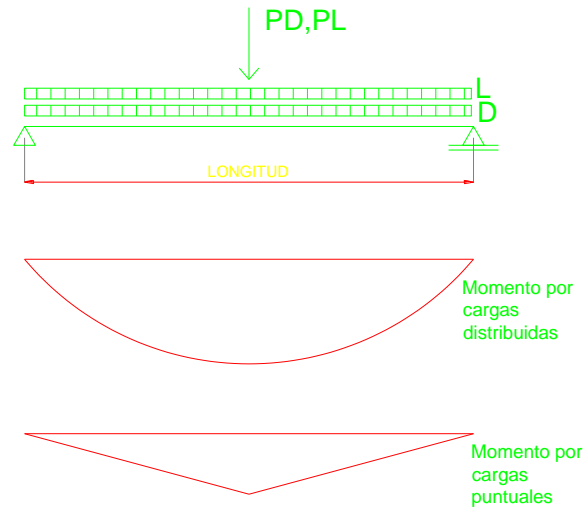 PD,PL
L
D
LONGITUD
Momento por
cargas
distribuidas
Momento por
cargas
puntuales